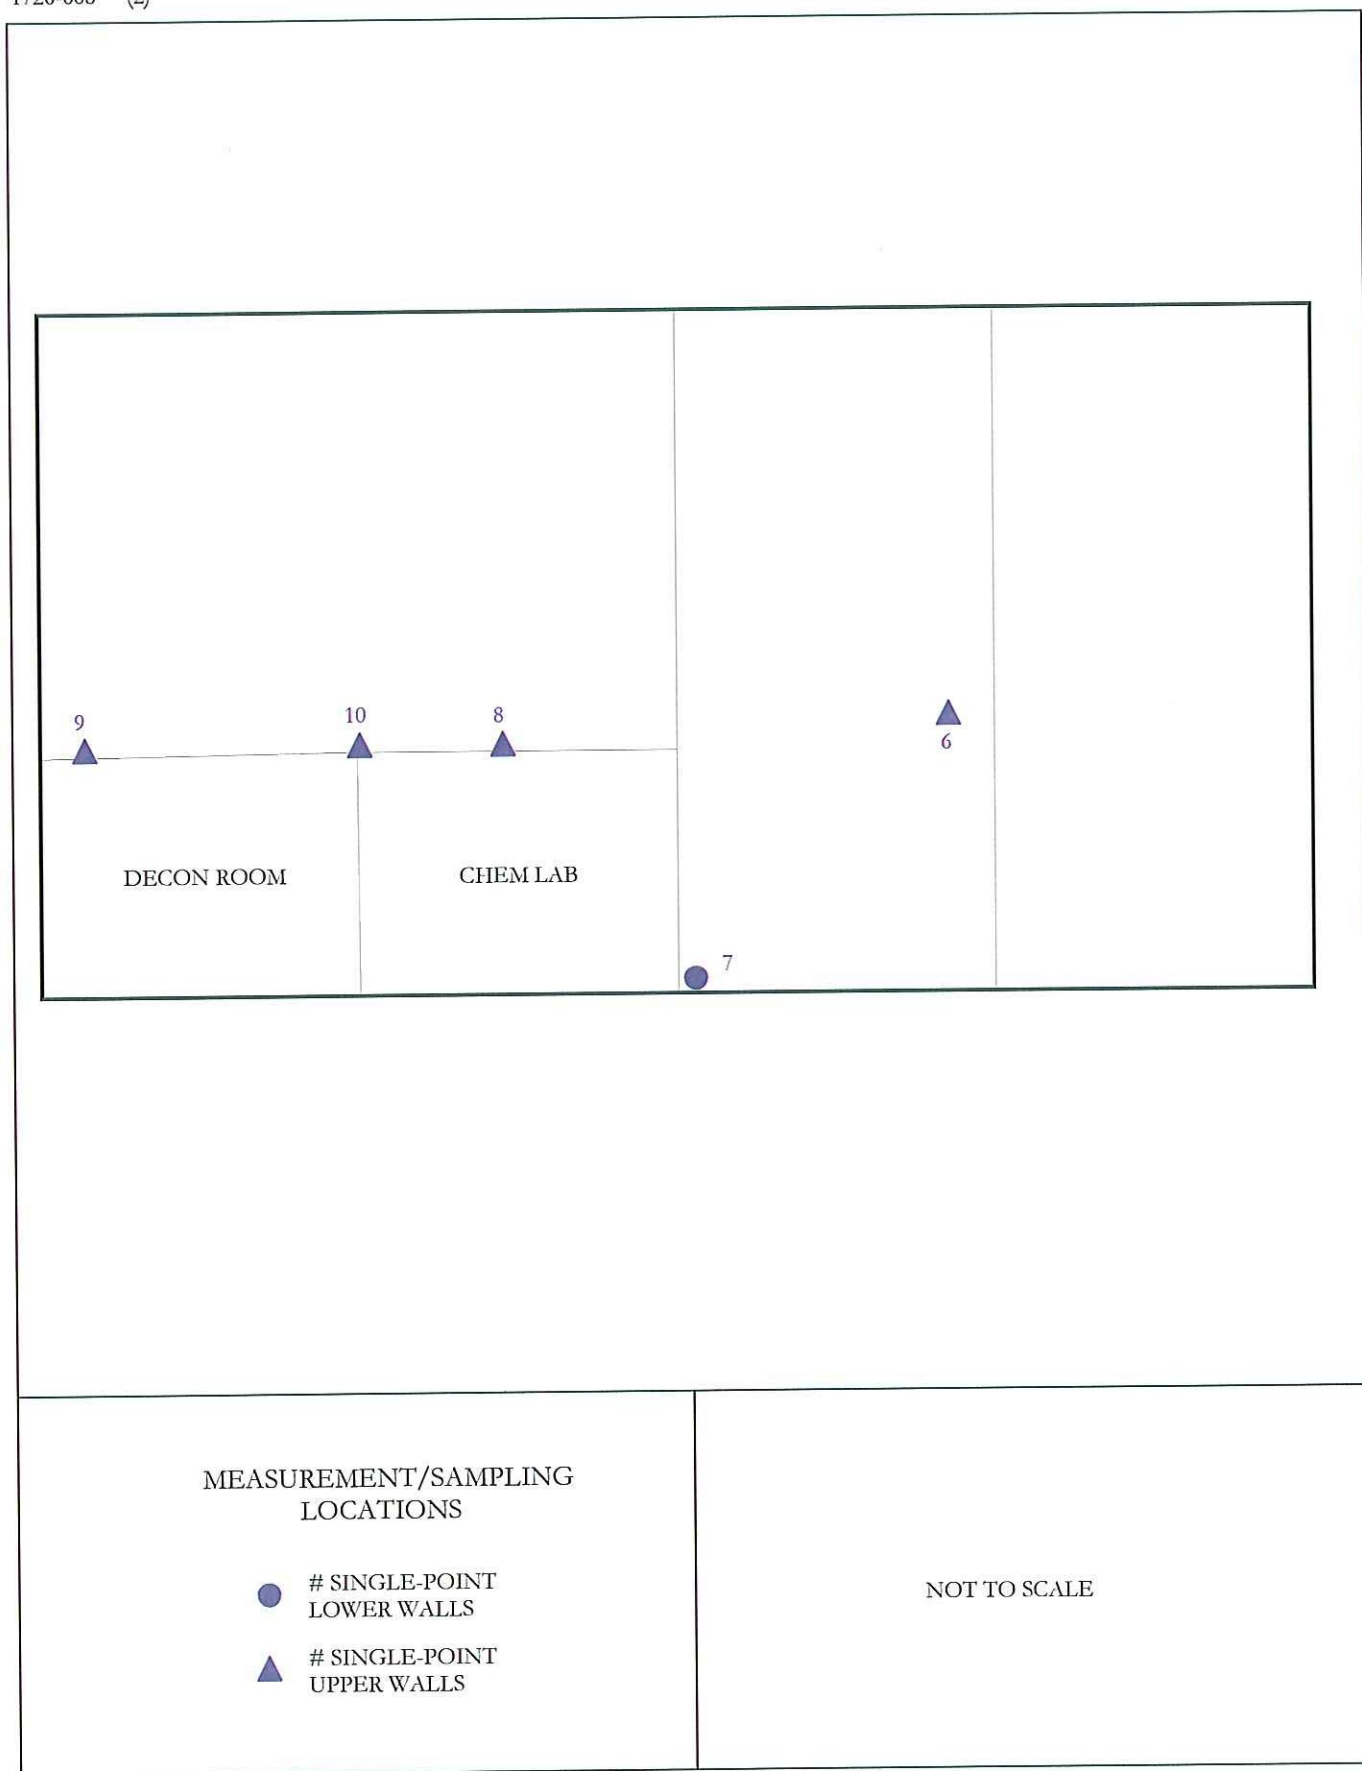 9
10
8
6
DECON ROOM
CHEM LAB
7
MEASUREMENT/SAMPLING
LOCATIONS
# SINGLE-POINT
LOWER WALLS
# SINGLE-POINT
UPPER WALLS
NOT TO SCALE